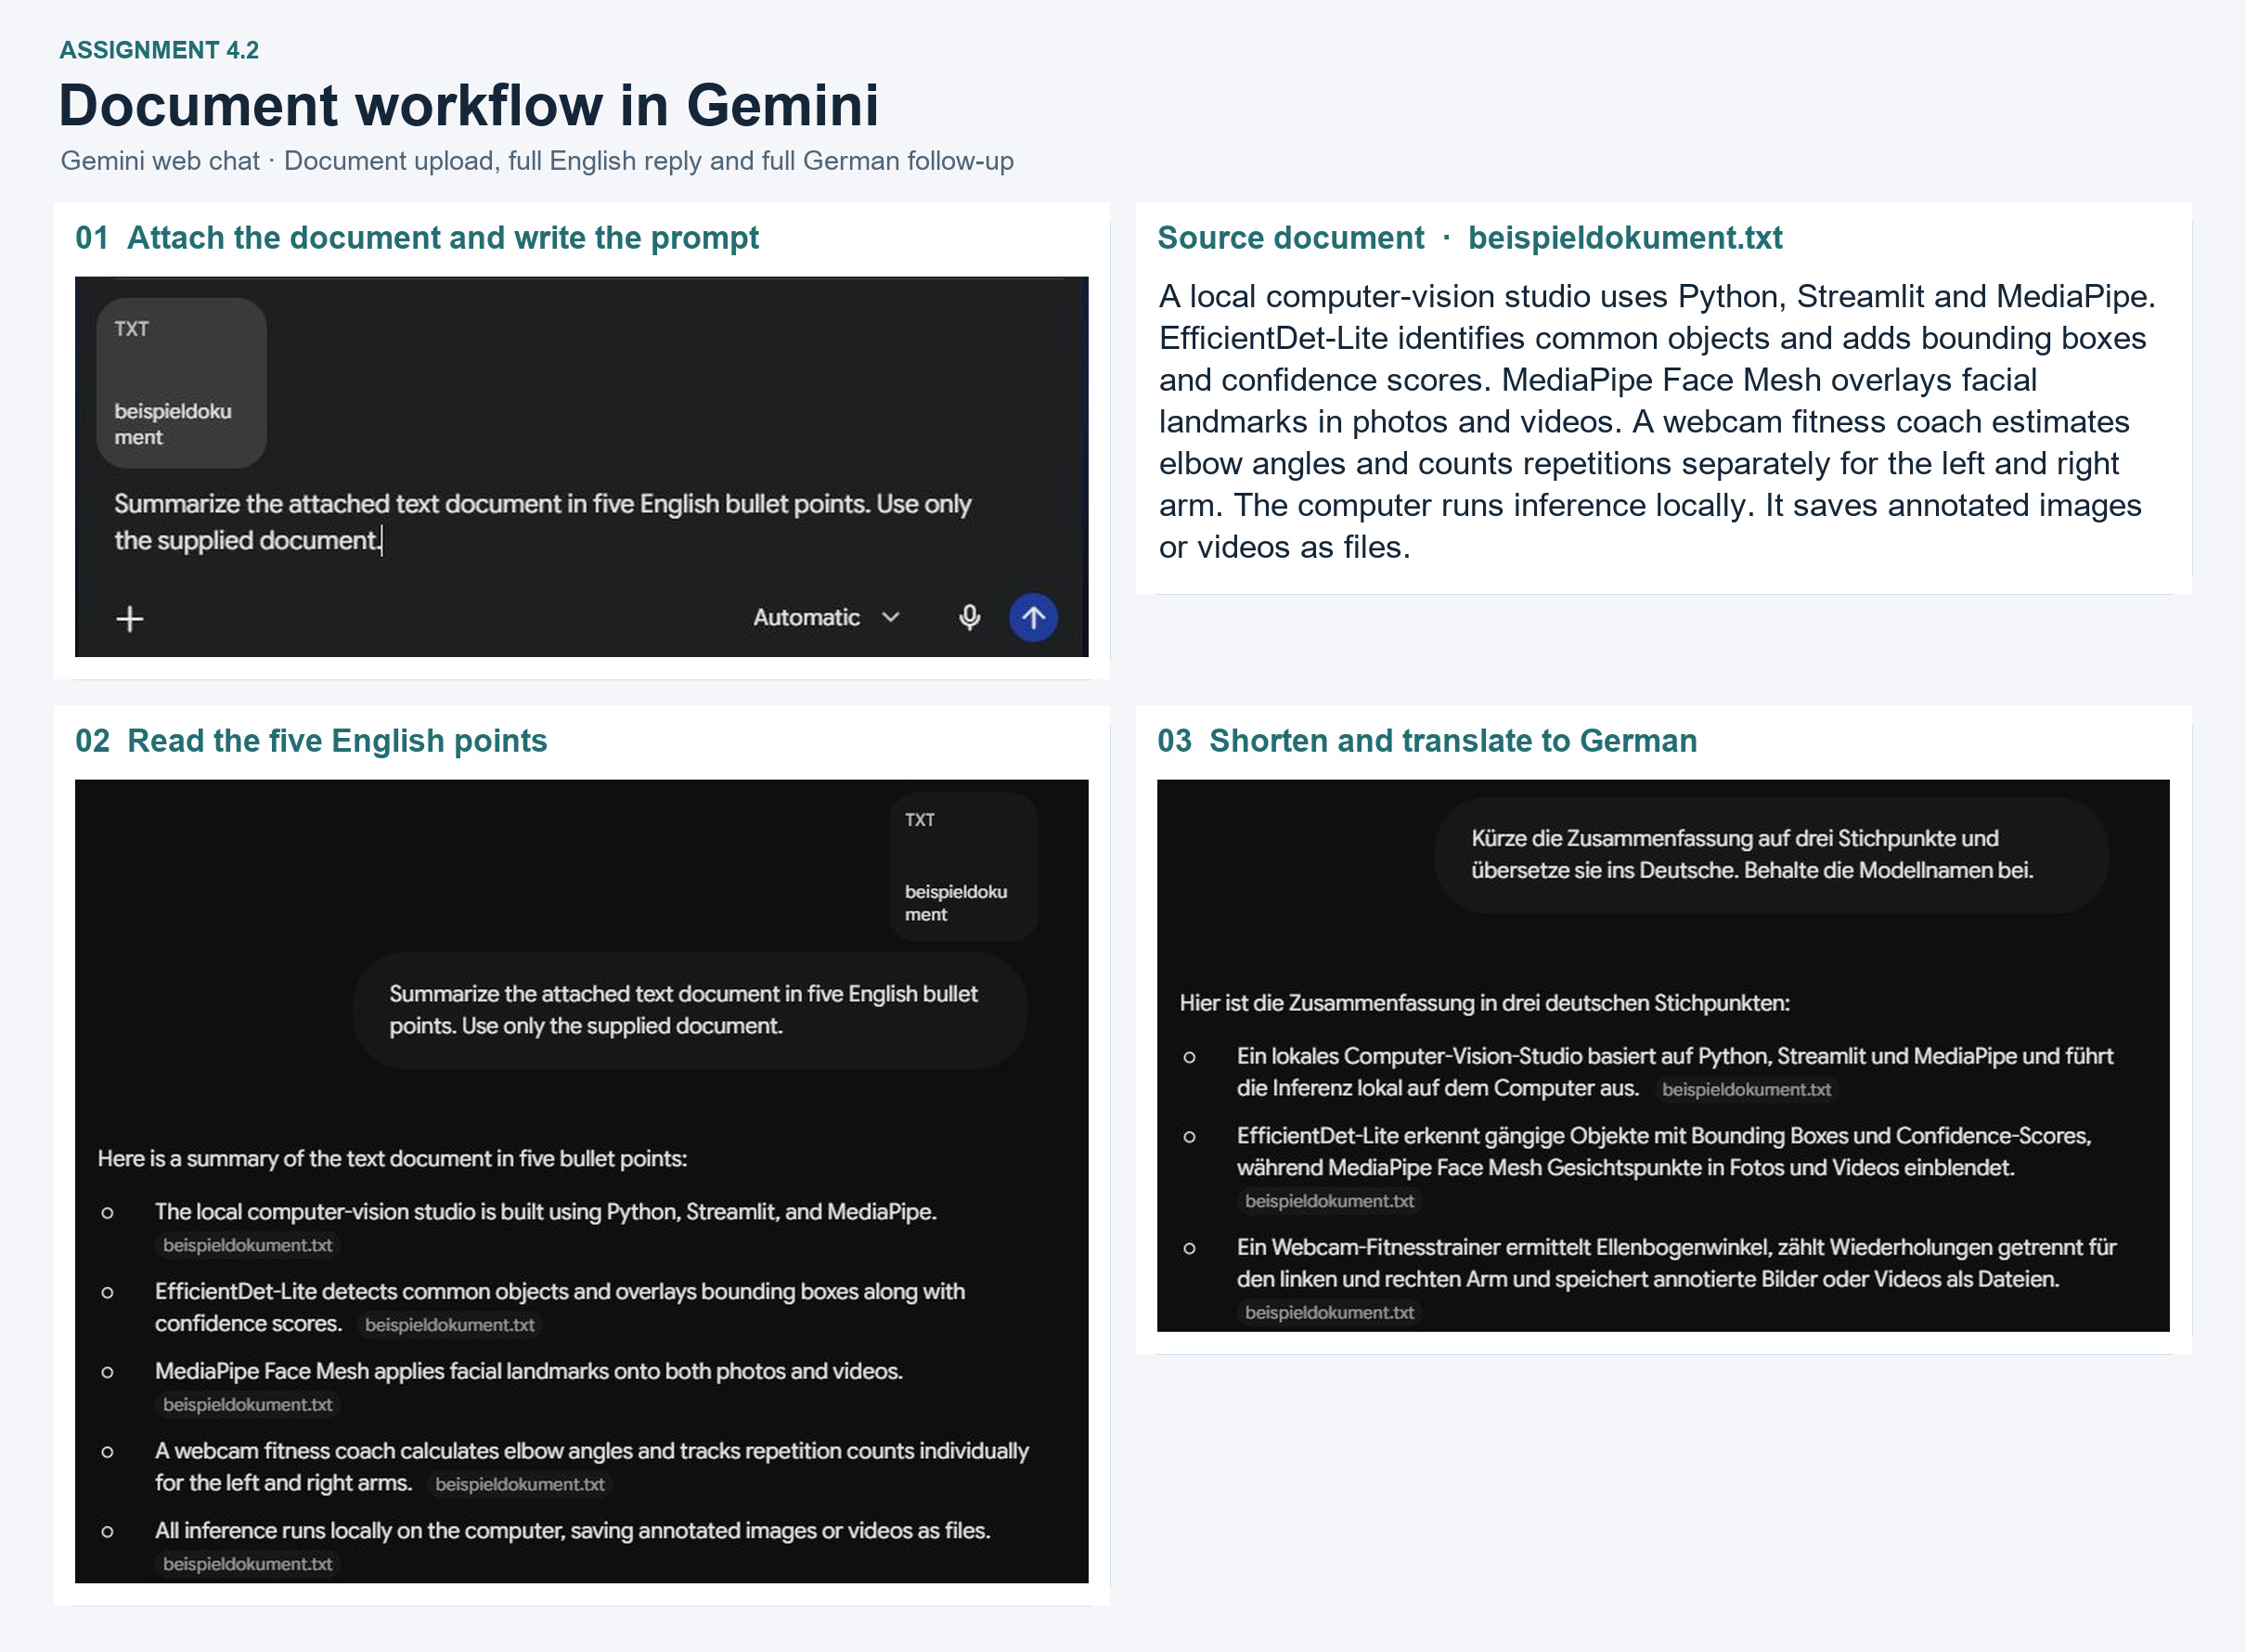 ASSIGNMENT 4.2
Document workflow in Gemini
Gemini web chat · Document upload, full English reply and full German follow-up
01 Attach the document and write the prompt
TXT
beispieldoku
ment
Summarize the attached text document in five English bullet points. Use only
the supplied document.
Automatic
Source document · beispieldokument.txt
A local computer-vision studio uses Python, Streamlit and MediaPipe.
EfficientDet-Lite identifies common objects and adds bounding boxes
and confidence scores. MediaPipe Face Mesh overlays facial
landmarks in photos and videos. A webcam fitness coach estimates
elbow angles and counts repetitions separately for the left and right
arm. The computer runs inference locally. It saves annotated images
or videos as files.
02 Read the five English points
TXT
beispieldoku
ment
Summarize the attached text document in five English bullet
points. Use only the supplied document.
Here is a summary of the text document in five bullet points:
The local computer-vision studio is built using Python, Streamlit, and MediaPipe.
beispieldokument.txt
EfficientDet-Lite detects common objects and overlays bounding boxes along with
confidence scores. beispieldokument.txt
MediaPipe Face Mesh applies facial landmarks onto both photos and videos.
beispieldokument.txt
A webcam fitness coach calculates elbow angles and tracks repetition counts individually
for the left and right arms. beispieldokument.txt
All inference runs locally on the computer, saving annotated images or videos as files.
beispieldokument.txt
03 Shorten and translate to German
Kürze die Zusammenfassung auf drei Stichpunkte und
übersetze sie ins Deutsche. Behalte die Modellnamen bei.
Hier ist die Zusammenfassung in drei deutschen Stichpunkten:
Ein lokales Computer-Vision-Studio basiert auf Python, Streamlit und MediaPipe und führt
die Inferenz lokal auf dem Computer aus. beispieldokument.txt
EfficientDet-Lite erkennt gängige Objekte mit Bounding Boxes und Confidence-Scores,
während MediaPipe Face Mesh Gesichtspunkte in Fotos und Videos einblendet.
beispieldokument.txt
Ein Webcam-Fitnesstrainer ermittelt Ellenbogenwinkel, zählt Wiederholungen getrennt für
den linken und rechten Arm und speichert annotierte Bilder oder Videos als Dateien.
beispieldokument.txt